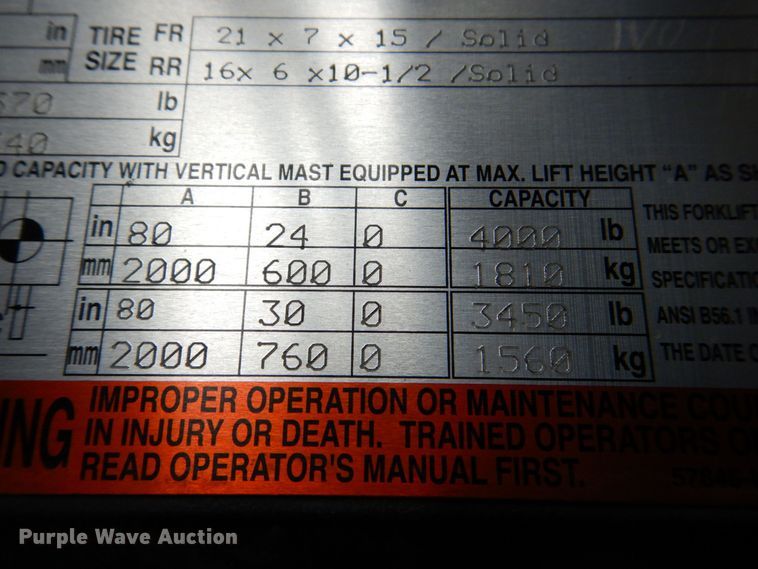 in TIRE FR 21 x 7 x 15 / Solid
mm SIZE RR 16x 6 x10-1/2 /Solid
lb
kg
CAPACITY WITH VERTICAL MAST EQUIPPED AT MAX. LIFT HEIGHT "A" AS
A B C CAPACITY
in 80 24 0 4000 lb THIS FORKLIFT
mm 2000 600 0 1810 kg MEETS OR
in 80 30 0 3450 lb ANSI B56.1
mm 2000 760 0 1560 kg THE DATE
IMPROPER OPERATION OR MAINTENANCE
IN INJURY OR DEATH. TRAINED OPERATORS
READ OPERATOR'S MANUAL FIRST.
Purple Wave Auction